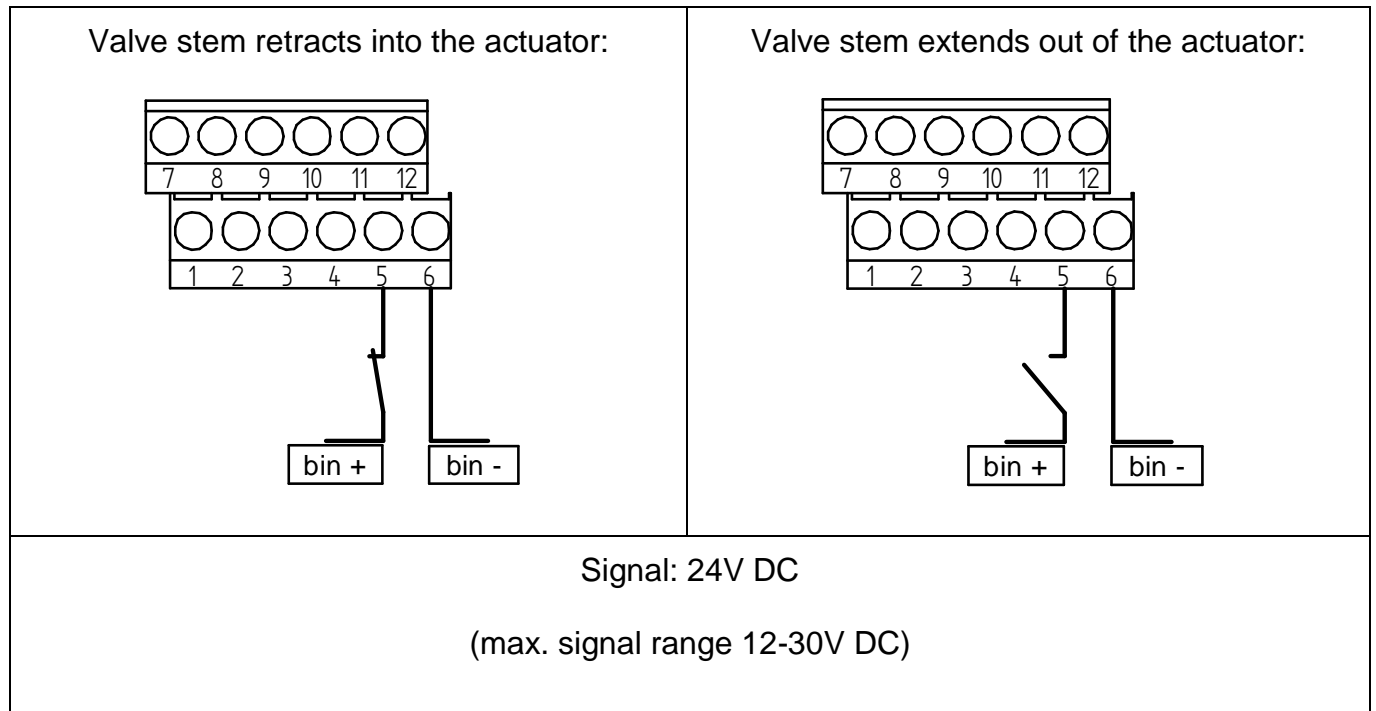 Valve stem retracts into the actuator:
7 8 9 10 11 12
1 2 3 4 5 6
bin + bin -
Valve stem extends out of the actuator:
7 8 9 10 11 12
1 2 3 4 5 6
bin + bin -
Signal: 24V DC
(max. signal range 12-30V DC)